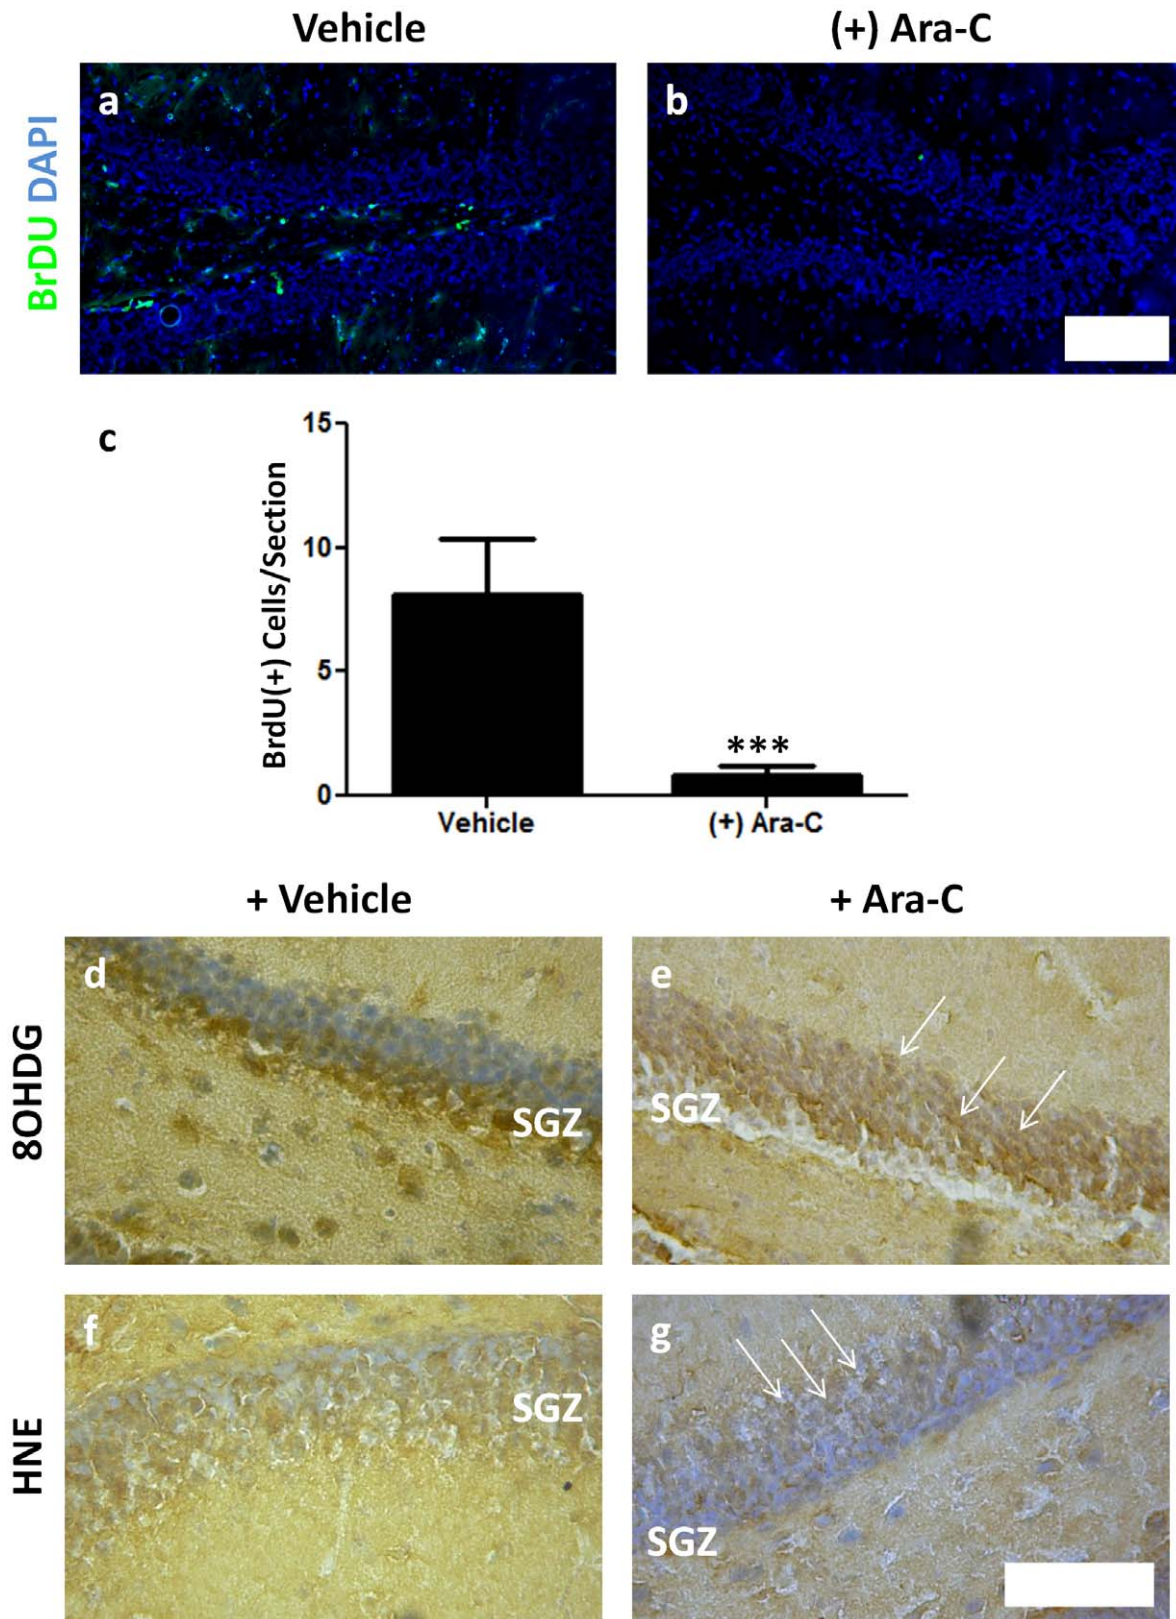 Vehicle
(+) Ara-C
BrDU DAPI
a
b
c
BrdU(+) Cells/Section
15
10
5
0
***
Vehicle
(+) Ara-C
+ Vehicle
+ Ara-C
8OHDG
d
SGZ
e
SGZ
HNE
f
SGZ
g
SGZ